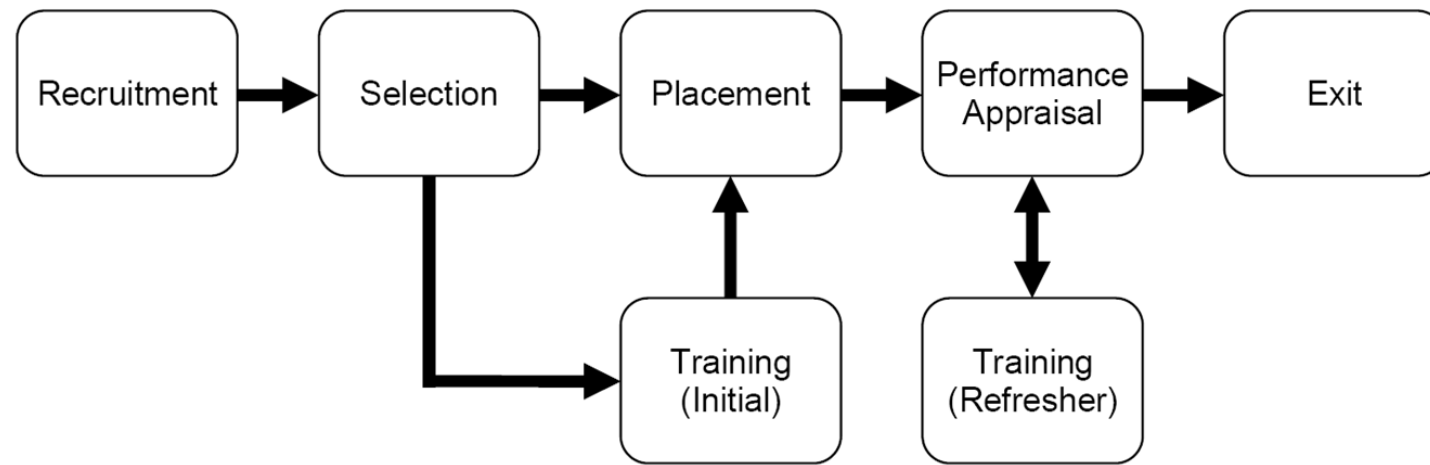 Recruitment
Selection
Placement
Performance
Appraisal
Exit
Training
(Initial)
Training
(Refresher)